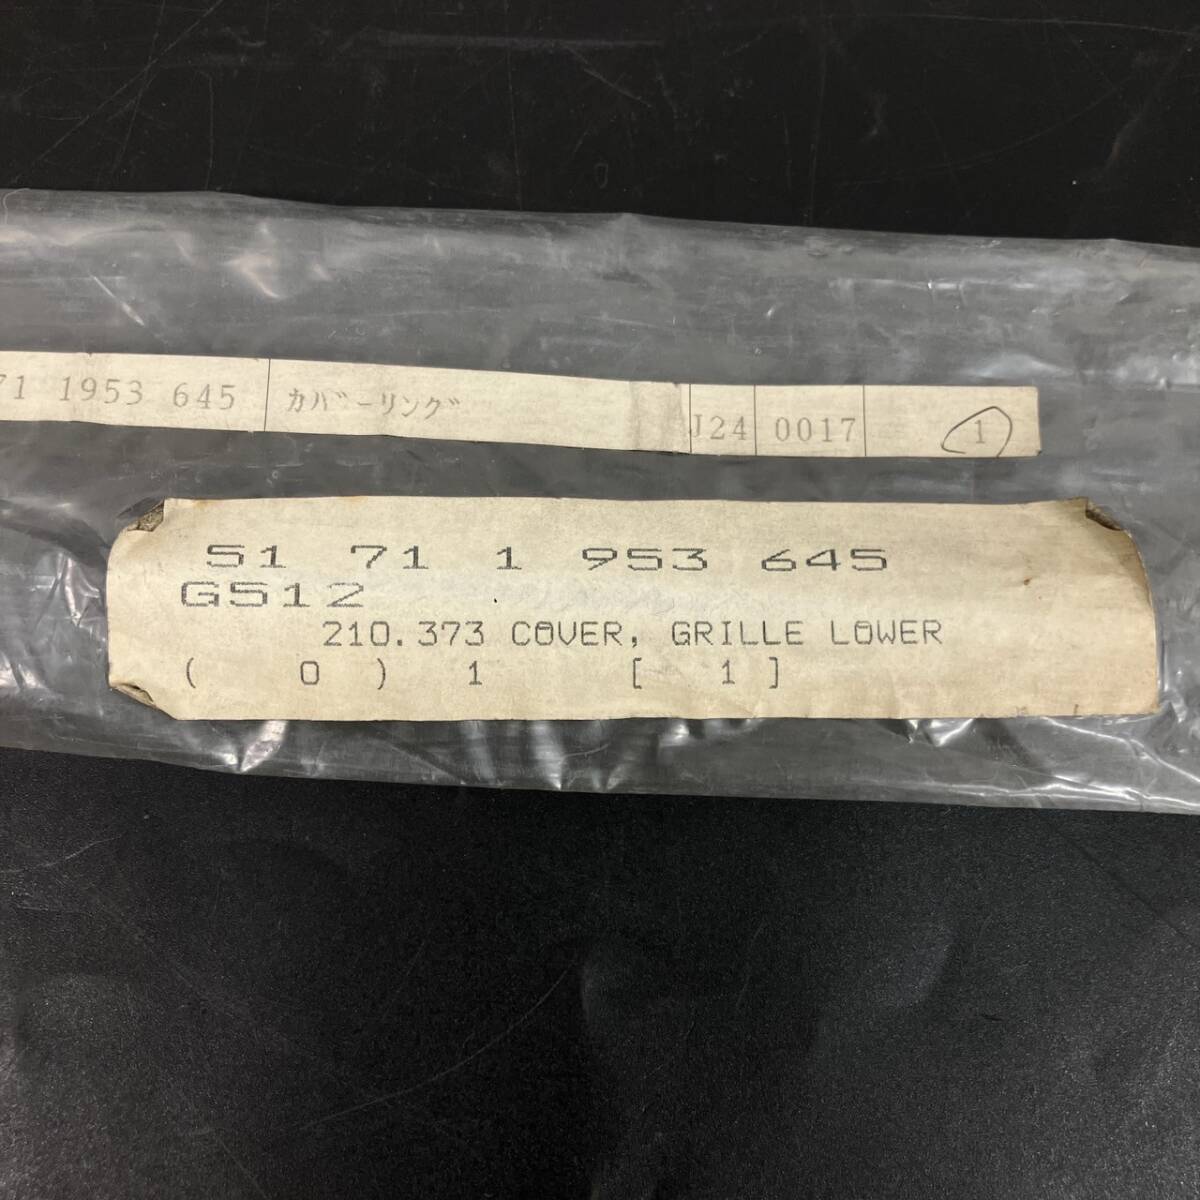 71 1953 645 ｶﾊﾞｰﾘﾝｸﾞ J24 0017 1
51 71 1 953 645
GS12
210.373 COVER, GRILLE LOWER
( 0 ) 1 [ 1 ]